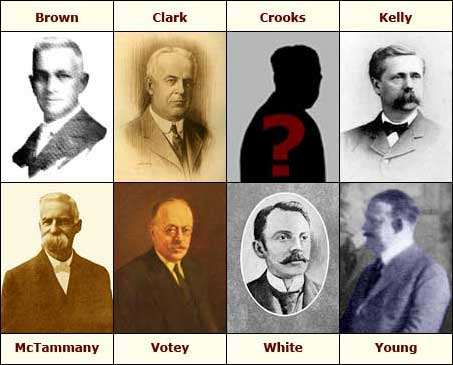 Brown Clark Crooks Kelly
?
McTammany Votey White Young